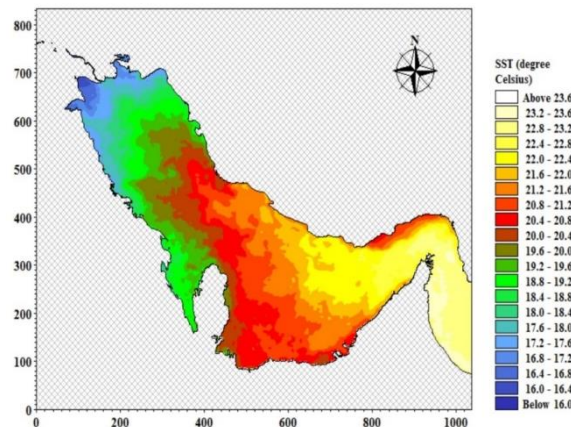 800
700
600
500
400
300
200
100
0
0 200 400 600 800 1000
N
SST (degree
Celsius)
Above 23.6
23.2 - 23.6
22.8 - 23.2
22.4 - 22.8
22.0 - 22.4
21.6 - 22.0
21.2 - 21.6
20.8 - 21.2
20.4 - 20.8
20.0 - 20.4
19.6 - 20.0
19.2 - 19.6
18.8 - 19.2
18.4 - 18.8
18.0 - 18.4
17.6 - 18.0
17.2 - 17.6
16.8 - 17.2
16.4 - 16.8
16.0 - 16.4
Below 16.0